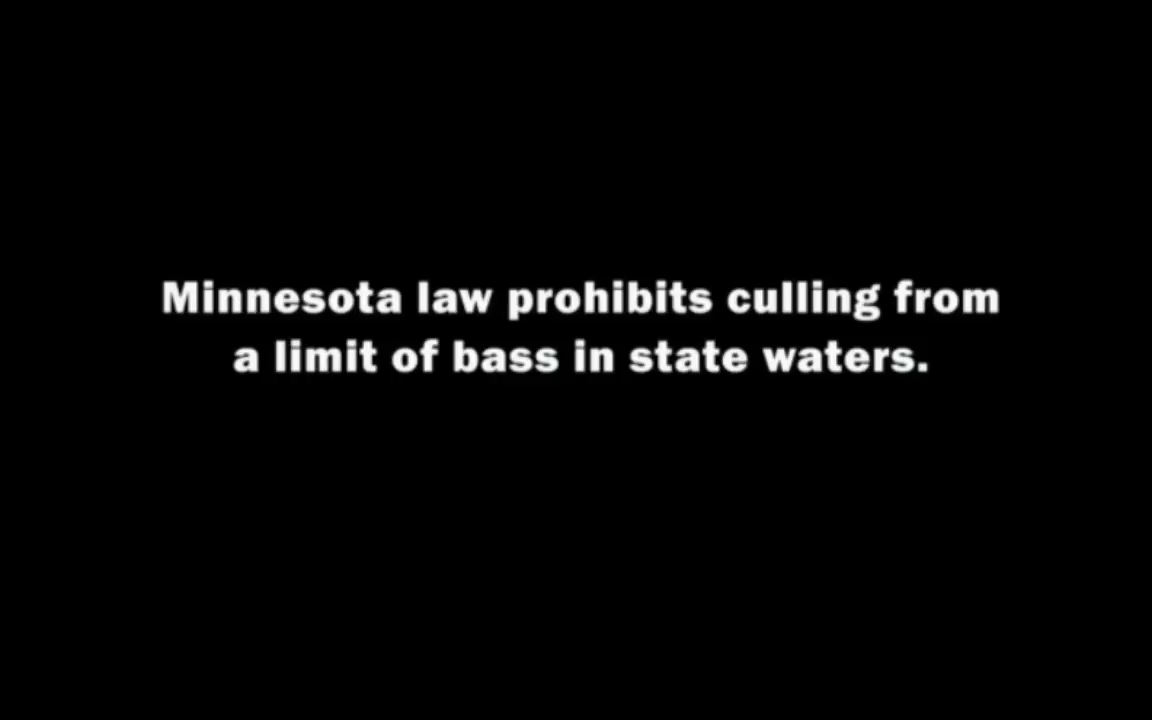 Minnesota law prohibits culling from
a limit of bass in state waters.